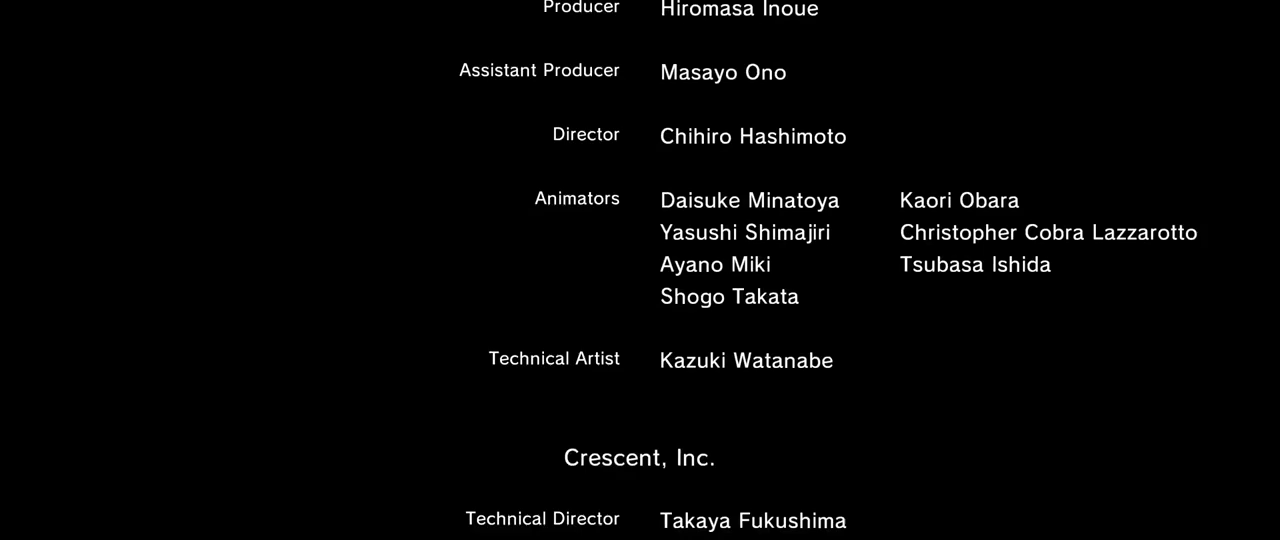 Producer Hiromasa Inoue
Assistant Producer Masayo Ono
Director Chihiro Hashimoto
Animators Daisuke Minatoya Kaori Obara
Yasushi Shimajiri Christopher Cobra Lazzarotto
Ayano Miki Tsubasa Ishida
Shogo Takata
Technical Artist Kazuki Watanabe
Crescent, Inc.
Technical Director Takaya Fukushima